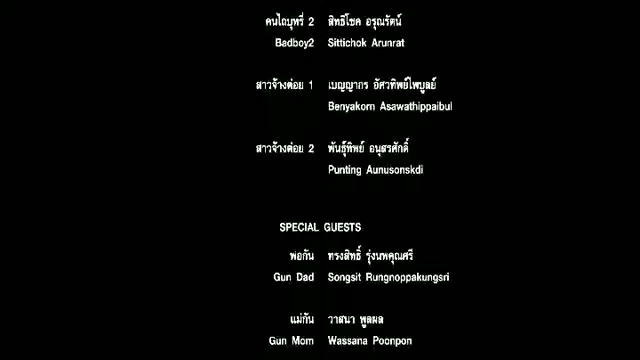 คนไถบุหรี่ 2 สิทธิโชค อรุณรัตน์
Badboy2 Sittichok Arunrat
สาวจ้างต่อย 1 เบญญากร อัศวทิพย์ไพบูลย์
Benyakorn Asawathippaibul
สาวจ้างต่อย 2 พันธุ์ทิพย์ อนุสรศักดิ์
Punting Aunusonskdi
SPECIAL GUESTS
พ่อกัน ทรงสิทธิ์ รุ่งนพคุณศรี
Gun Dad Songsit Rungnoppakungsri
แม่กัน วาสนา พูลผล
Gun Mom Wassana Poonpon